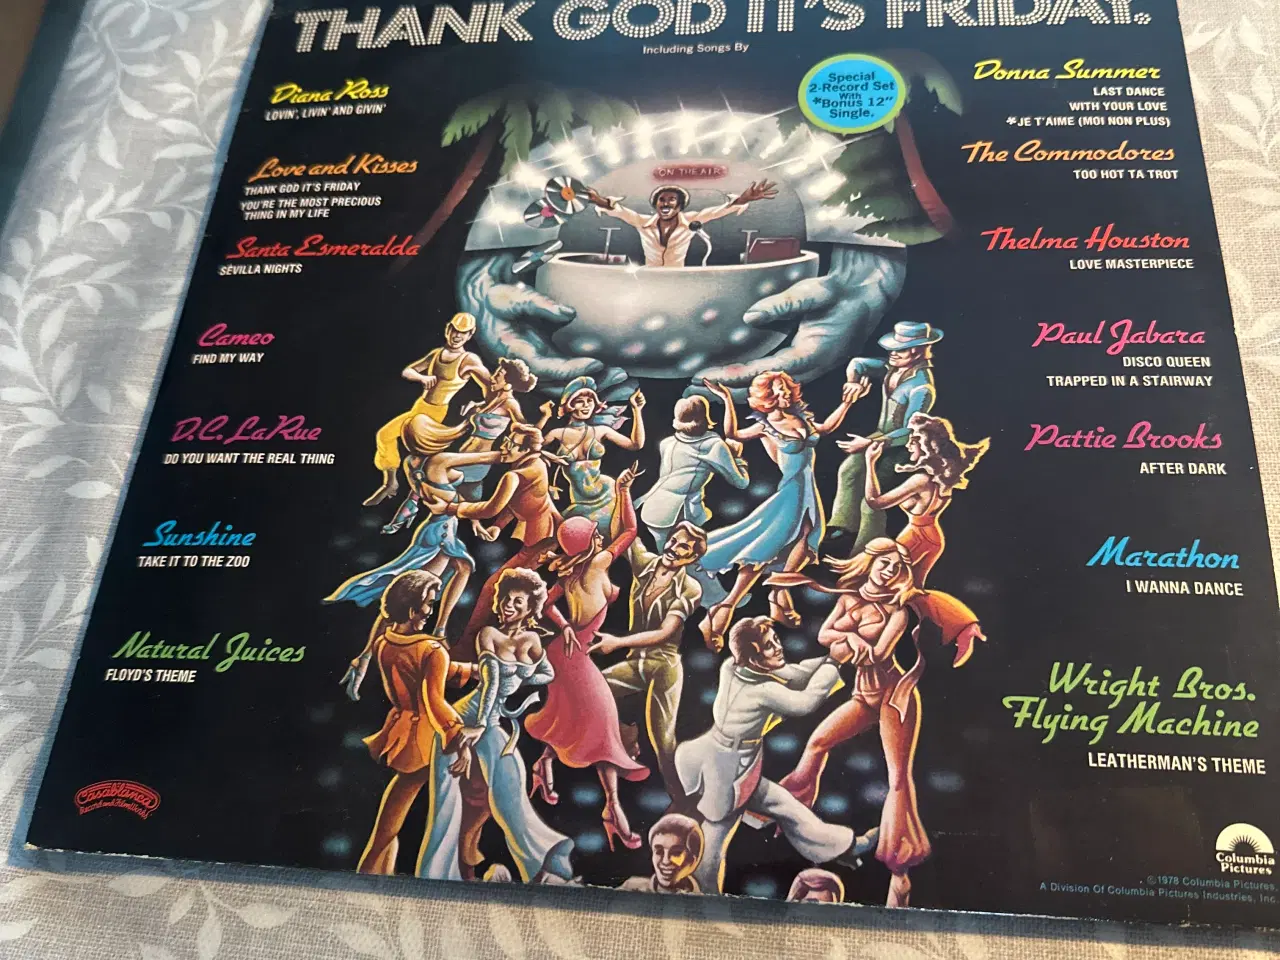 THANK GOD IT'S FRIDAY.
Including Songs By
Special
2-Record Set
With
*Bonus 12"
Single.
ON THE AIR
Diana Ross
LOVIN', LIVIN' AND GIVIN'
Love and Kisses
THANK GOD IT'S FRIDAY
YOU'RE THE MOST PRECIOUS
THING IN MY LIFE
Santa Esmeralda
SEVILLA NIGHTS
Cameo
FIND MY WAY
D.C. LaRue
DO YOU WANT THE REAL THING
Sunshine
TAKE IT TO THE ZOO
Natural Juices
FLOYD'S THEME
Casablanca
Record and FilmWorks
Donna Summer
LAST DANCE
WITH YOUR LOVE
*JE T'AIME (MOI NON PLUS)
The Commodores
TOO HOT TA TROT
Thelma Houston
LOVE MASTERPIECE
Paul Jabara
DISCO QUEEN
TRAPPED IN A STAIRWAY
Pattie Brooks
AFTER DARK
Marathon
I WANNA DANCE
Wright Bros.
Flying Machine
LEATHERMAN'S THEME
Columbia
Pictures
©1978 Columbia Pictures,
A Division Of Columbia Pictures Industries, Inc.